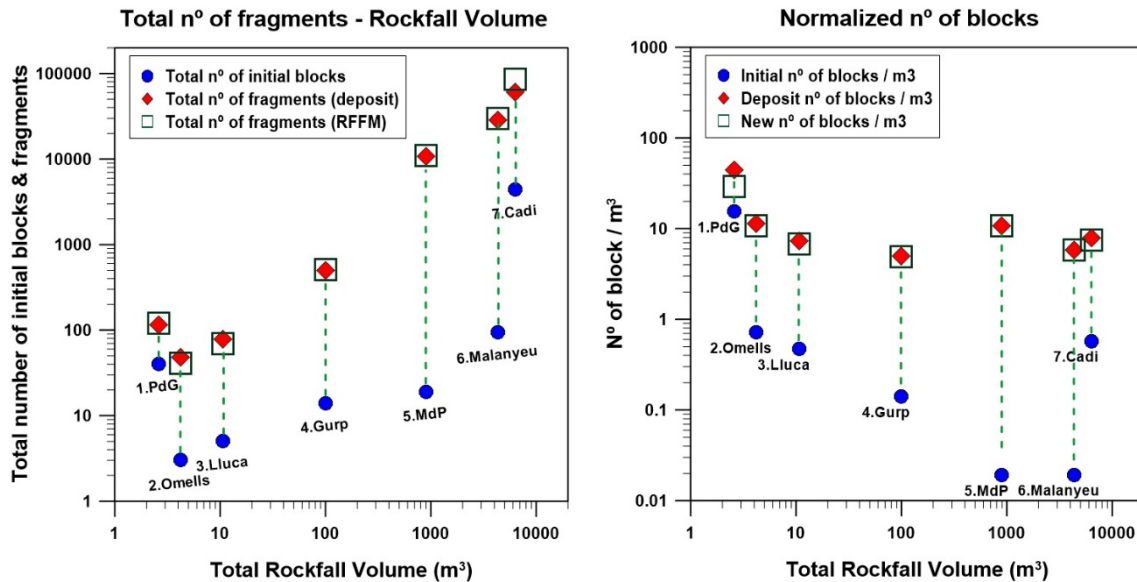 Total nº of fragments - Rockfall Volume
Total number of initial blocks & fragments
100000
10000
1000
100
10
1
Total nº of initial blocks
Total nº of fragments (deposit)
Total nº of fragments (RFFM)
1.PdG
2.Omells
3.Lluca
4.Gurp
5.MdP
6.Malanyeu
7.Cadi
1 10 100 1000 10000
Total Rockfall Volume (m³)
Normalized nº of blocks
Nº of block / m³
1000
100
10
1
0.1
0.01
Initial nº of blocks / m3
Deposit nº of blocks / m3
New nº of blocks / m3
1.PdG
2.Omells
3.Lluca
4.Gurp
5.MdP
6.Malanyeu
7.Cadi
1 10 100 1000 10000
Total Rockfall Volume (m³)